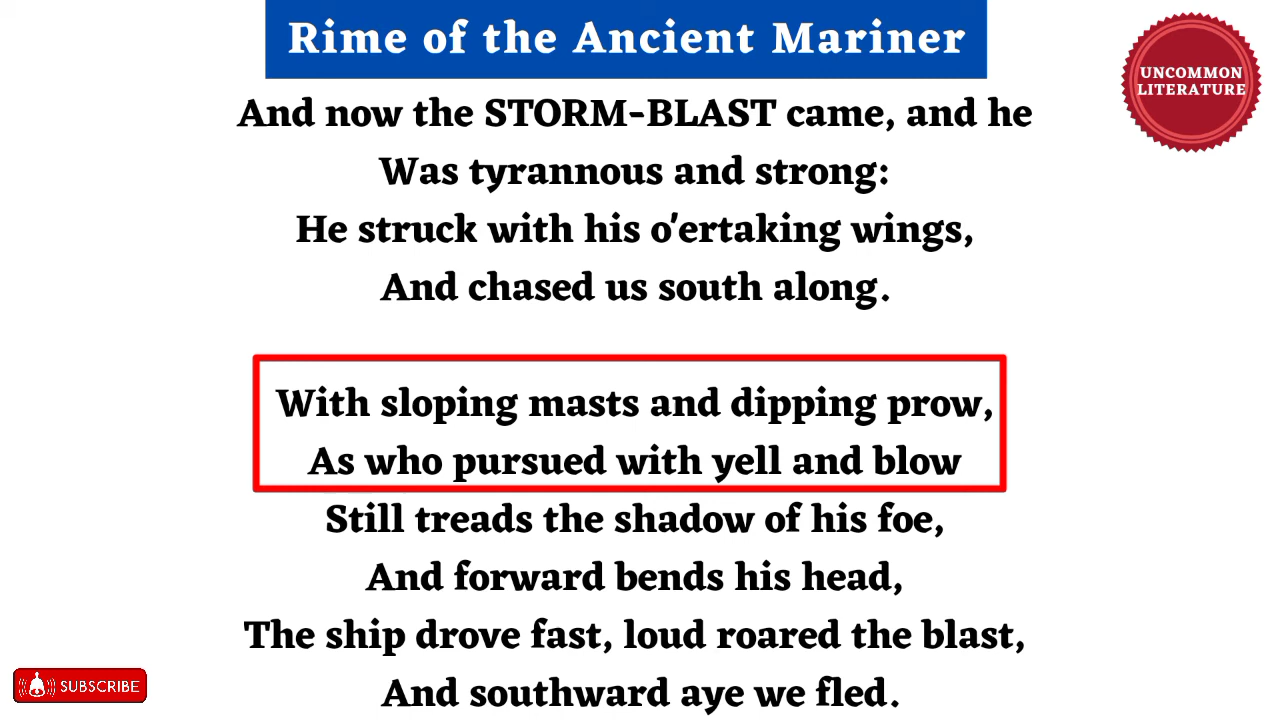 Rime of the Ancient Mariner
UNCOMMON
LITERATURE
And now the STORM-BLAST came, and he
Was tyrannous and strong:
He struck with his o'ertaking wings,
And chased us south along.
With sloping masts and dipping prow,
As who pursued with yell and blow
Still treads the shadow of his foe,
And forward bends his head,
The ship drove fast, loud roared the blast,
And southward aye we fled.
SUBSCRIBE